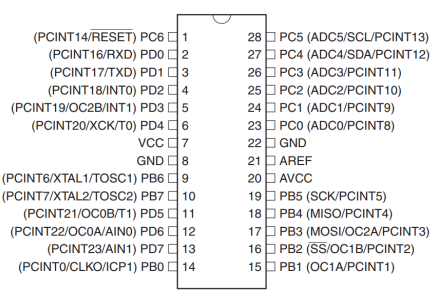 (PCINT14/RESET) PC6 1 28 PC5 (ADC5/SCL/PCINT13)
(PCINT16/RXD) PD0 2 27 PC4 (ADC4/SDA/PCINT12)
(PCINT17/TXD) PD1 3 26 PC3 (ADC3/PCINT11)
(PCINT18/INT0) PD2 4 25 PC2 (ADC2/PCINT10)
(PCINT19/OC2B/INT1) PD3 5 24 PC1 (ADC1/PCINT9)
(PCINT20/XCK/T0) PD4 6 23 PC0 (ADC0/PCINT8)
VCC 7 22 GND
GND 8 21 AREF
(PCINT6/XTAL1/TOSC1) PB6 9 20 AVCC
(PCINT7/XTAL2/TOSC2) PB7 10 19 PB5 (SCK/PCINT5)
(PCINT21/OC0B/T1) PD5 11 18 PB4 (MISO/PCINT4)
(PCINT22/OC0A/AIN0) PD6 12 17 PB3 (MOSI/OC2A/PCINT3)
(PCINT23/AIN1) PD7 13 16 PB2 (SS/OC1B/PCINT2)
(PCINT0/CLKO/ICP1) PB0 14 15 PB1 (OC1A/PCINT1)